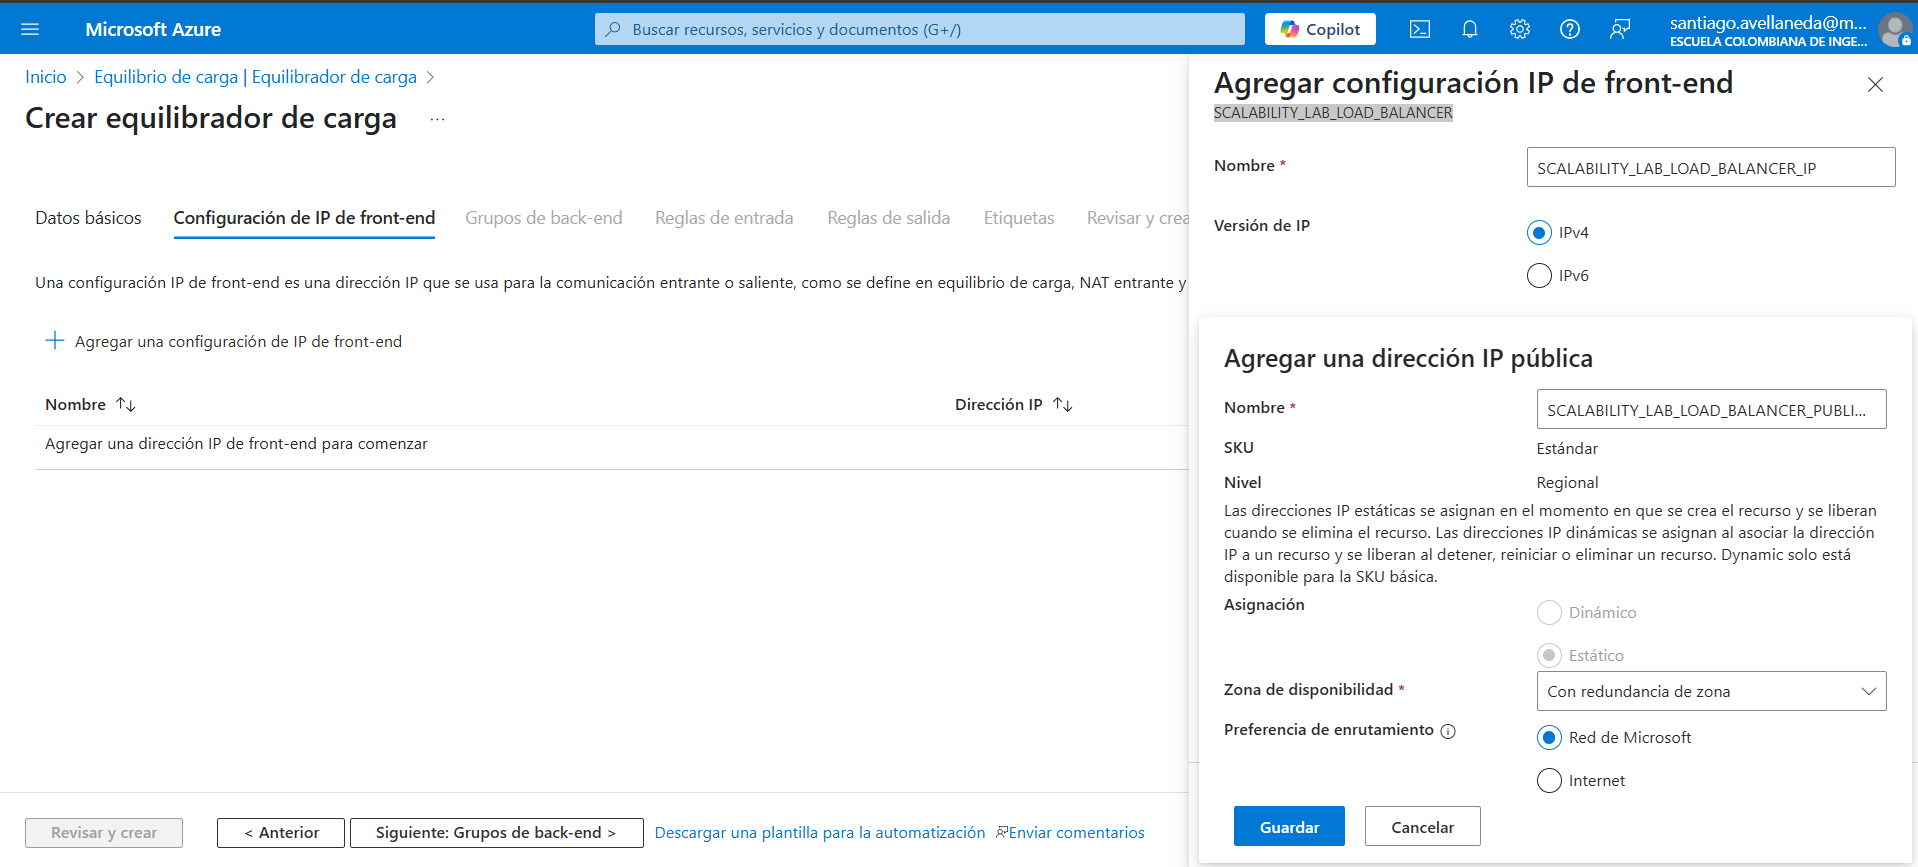 Microsoft Azure
Buscar recursos, servicios y documentos (G+/)
Copilot
santiago.avellaneda@m...
ESCUELA COLOMBIANA DE INGE...
Inicio > Equilibrio de carga | Equilibrador de carga >
Crear equilibrador de carga ...
Datos básicos
Configuración de IP de front-end
Grupos de back-end
Reglas de entrada
Reglas de salida
Etiquetas
Revisar y crea
Una configuración IP de front-end es una dirección IP que se usa para la comunicación entrante o saliente, como se define en equilibrio de carga, NAT entrante y
+ Agregar una configuración de IP de front-end
Nombre ↑↓
Dirección IP ↑↓
Agregar una dirección IP de front-end para comenzar
Revisar y crear
< Anterior
Siguiente: Grupos de back-end >
Descargar una plantilla para la automatización
Enviar comentarios
Agregar configuración IP de front-end
SCALABILITY_LAB_LOAD_BALANCER
Nombre *
SCALABILITY_LAB_LOAD_BALANCER_IP
Versión de IP
IPv4
IPv6
Agregar una dirección IP pública
Nombre *
SCALABILITY_LAB_LOAD_BALANCER_PUBLI...
SKU
Estándar
Nivel
Regional
Las direcciones IP estáticas se asignan en el momento en que se crea el recurso y se liberan
cuando se elimina el recurso. Las direcciones IP dinámicas se asignan al asociar la dirección
IP a un recurso y se liberan al detener, reiniciar o eliminar un recurso. Dynamic solo está
disponible para la SKU básica.
Asignación
Dinámico
Estático
Zona de disponibilidad *
Con redundancia de zona
Preferencia de enrutamiento
Red de Microsoft
Internet
Guardar
Cancelar